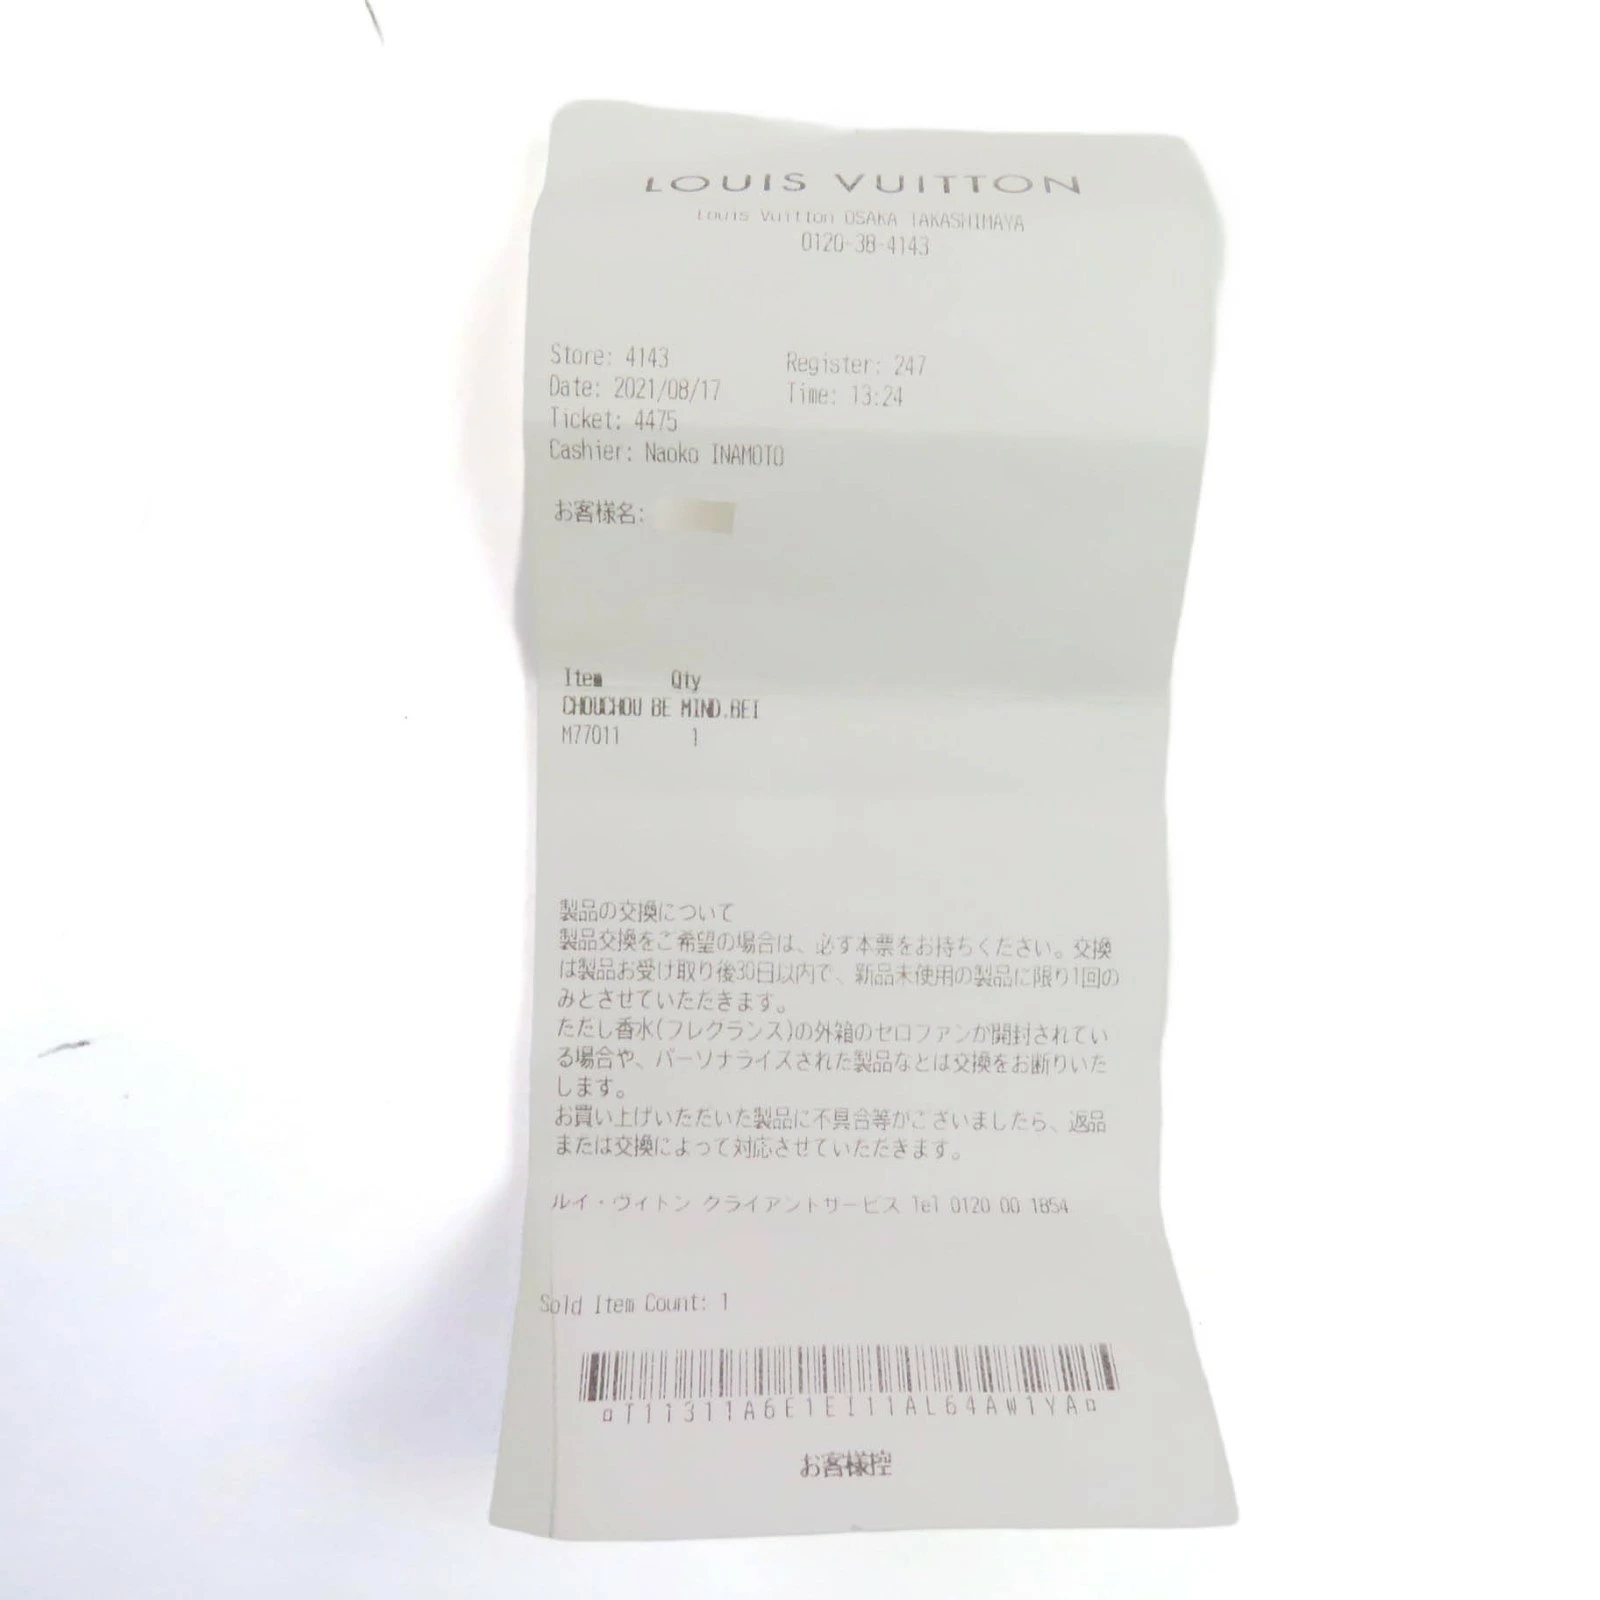 LOUIS VUITTON
Louis Vuitton OSAKA TAKASHIMAYA
0120-38-4143
Store: 4143 Register: 247
Date: 2021/08/17 Time: 13:24
Ticket: 4475
Cashier: Naoko INAMOTO
お客様名:
Item Qty
CHOUCHOU BE MIND.BEI
M77011 1
製品の交換について
製品交換をご希望の場合は、必ず本票をお持ちください。交換
は製品お受け取り後30日以内で、新品未使用の製品に限り1回の
みとさせていただきます。
ただし香水(フレグランス)の外箱のセロファンが開封されてい
る場合や、パーソナライズされた製品などは交換をお断りいた
します。
お買い上げいただいた製品に不具合等がございましたら、返品
または交換によって対応させていただきます。
ルイ・ヴィトン クライアントサービス Tel 0120 00 1854
Sold Item Count: 1
¤T11311A6E1EI11AL64AW1YA¤
お客様控